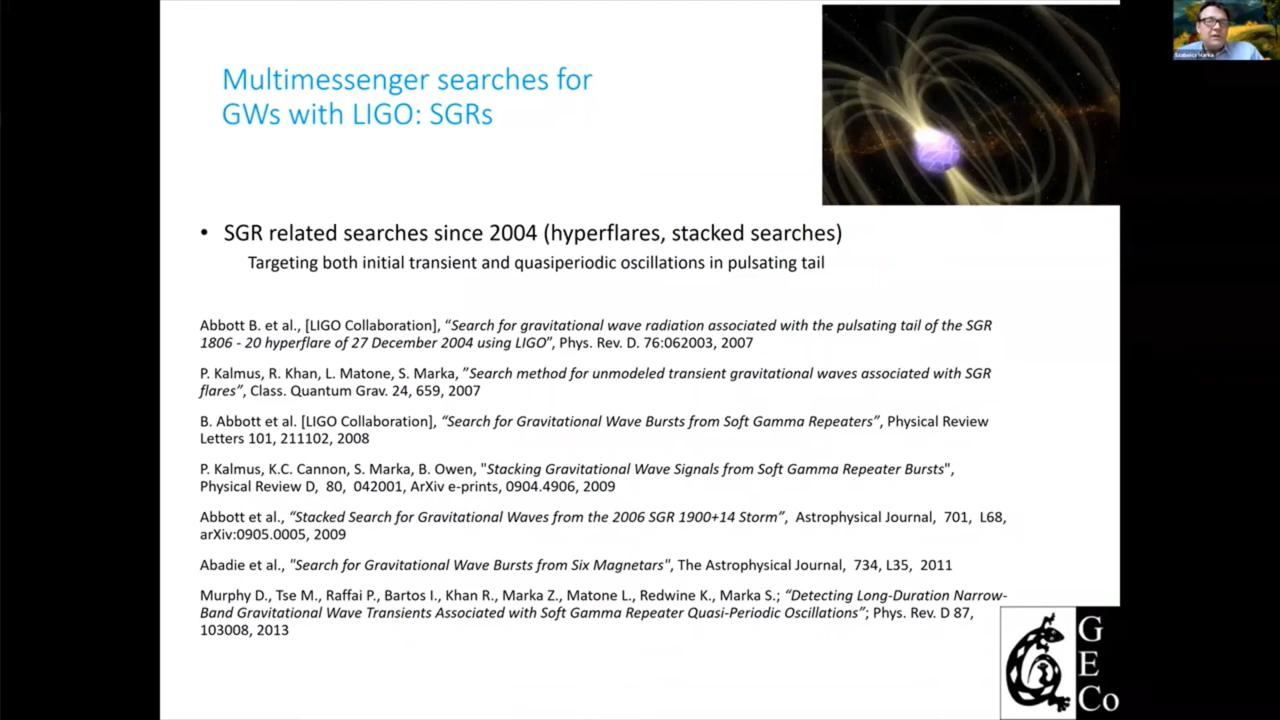 Szabolcs Marka
Multimessenger searches for
GWs with LIGO: SGRs
• SGR related searches since 2004 (hyperflares, stacked searches)
Targeting both initial transient and quasiperiodic oscillations in pulsating tail
Abbott B. et al., [LIGO Collaboration], “Search for gravitational wave radiation associated with the pulsating tail of the SGR
1806 - 20 hyperflare of 27 December 2004 using LIGO”, Phys. Rev. D. 76:062003, 2007
P. Kalmus, R. Khan, L. Matone, S. Marka, ”Search method for unmodeled transient gravitational waves associated with SGR
flares”, Class. Quantum Grav. 24, 659, 2007
B. Abbott et al. [LIGO Collaboration], “Search for Gravitational Wave Bursts from Soft Gamma Repeaters”, Physical Review
Letters 101, 211102, 2008
P. Kalmus, K.C. Cannon, S. Marka, B. Owen, "Stacking Gravitational Wave Signals from Soft Gamma Repeater Bursts",
Physical Review D, 80, 042001, ArXiv e-prints, 0904.4906, 2009
Abbott et al., “Stacked Search for Gravitational Waves from the 2006 SGR 1900+14 Storm”, Astrophysical Journal, 701, L68,
arXiv:0905.0005, 2009
Abadie et al., "Search for Gravitational Wave Bursts from Six Magnetars", The Astrophysical Journal, 734, L35, 2011
Murphy D., Tse M., Raffai P., Bartos I., Khan R., Marka Z., Matone L., Redwine K., Marka S.; “Detecting Long-Duration Narrow-
Band Gravitational Wave Transients Associated with Soft Gamma Repeater Quasi-Periodic Oscillations”; Phys. Rev. D 87,
103008, 2013
G
E
Co